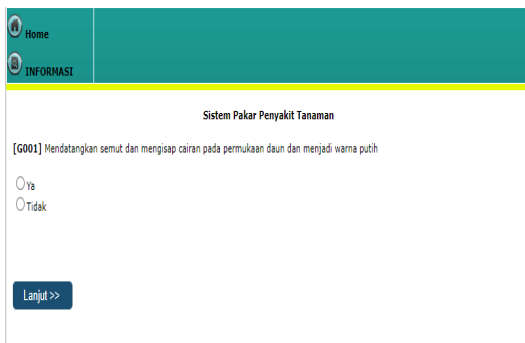 Home
INFORMASI
Sistem Pakar Penyakit Tanaman
[G001] Mendatangkan semut dan mengisap cairan pada permukaan daun dan menjadi warna putih
Ya
Tidak
Lanjut >>